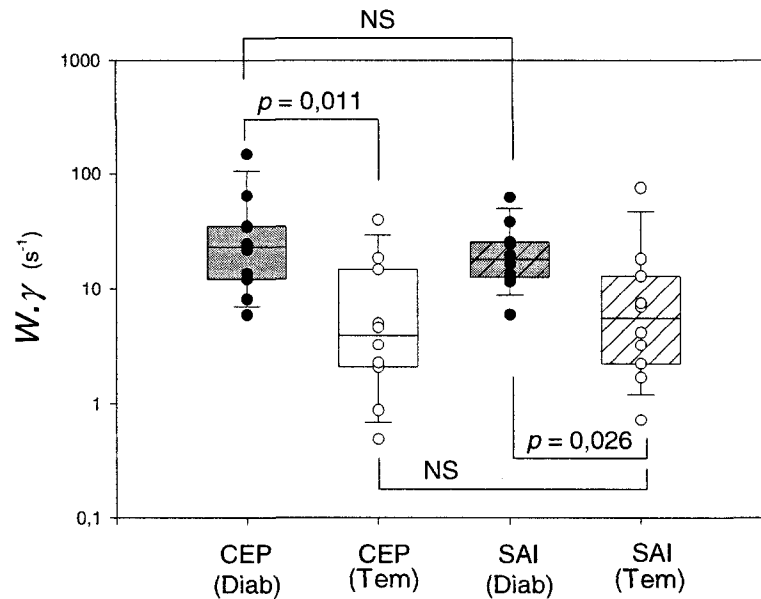 NS
1000
p = 0,011
100
W.γ (s⁻¹)
10
1
p = 0,026
NS
0,1
CEP CEP SAI SAI
(Diab) (Tem) (Diab) (Tem)